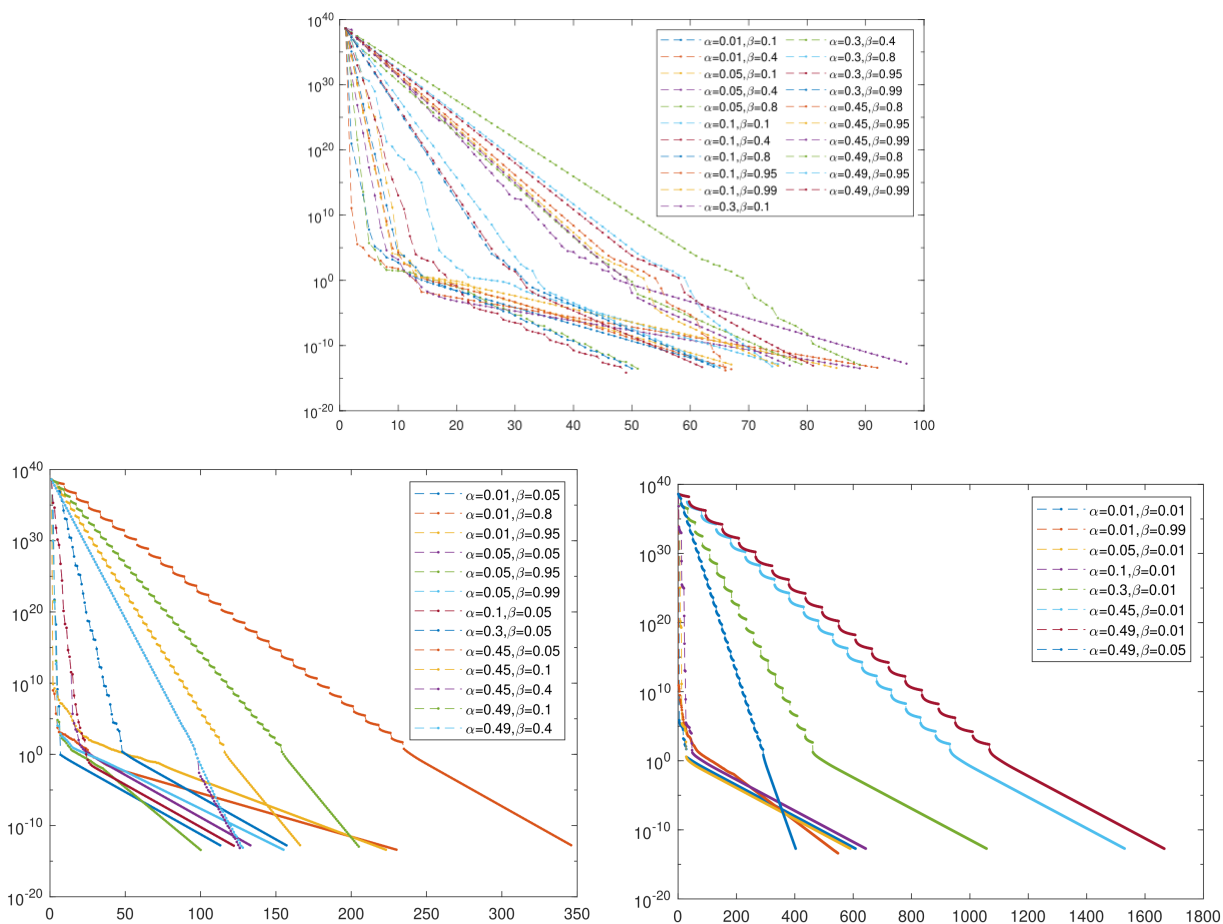 10^40
10^30
10^20
10^10
10^0
10^-10
10^-20
0 10 20 30 40 50 60 70 80 90 100
α=0.01,β=0.1
α=0.01,β=0.4
α=0.05,β=0.1
α=0.05,β=0.4
α=0.05,β=0.8
α=0.1,β=0.1
α=0.1,β=0.4
α=0.1,β=0.8
α=0.1,β=0.95
α=0.1,β=0.99
α=0.3,β=0.1
α=0.3,β=0.4
α=0.3,β=0.8
α=0.3,β=0.95
α=0.3,β=0.99
α=0.45,β=0.8
α=0.45,β=0.95
α=0.45,β=0.99
α=0.49,β=0.8
α=0.49,β=0.95
α=0.49,β=0.99
10^40
10^30
10^20
10^10
10^0
10^-10
10^-20
0 50 100 150 200 250 300 350
α=0.01,β=0.05
α=0.01,β=0.8
α=0.01,β=0.95
α=0.05,β=0.05
α=0.05,β=0.95
α=0.05,β=0.99
α=0.1,β=0.05
α=0.3,β=0.05
α=0.45,β=0.05
α=0.45,β=0.1
α=0.45,β=0.4
α=0.49,β=0.1
α=0.49,β=0.4
10^40
10^30
10^20
10^10
10^0
10^-10
10^-20
0 200 400 600 800 1000 1200 1400 1600 1800
α=0.01,β=0.01
α=0.01,β=0.99
α=0.05,β=0.01
α=0.1,β=0.01
α=0.3,β=0.01
α=0.45,β=0.01
α=0.49,β=0.01
α=0.49,β=0.05